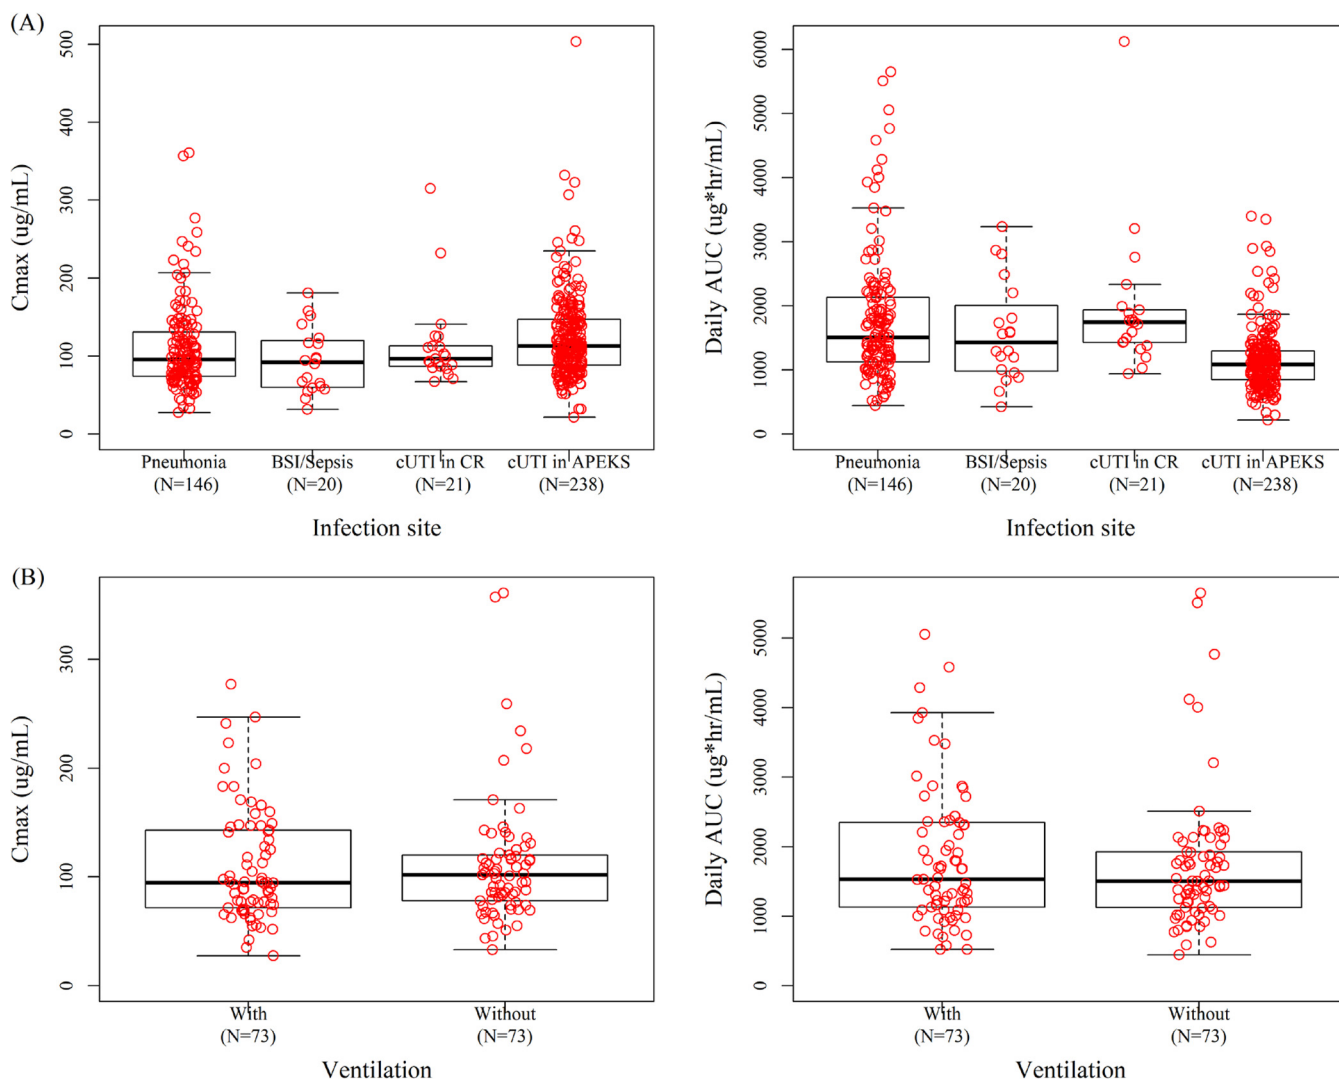 (A)
Cmax (ug/mL)
500
400
300
200
100
0
Pneumonia BSI/Sepsis cUTI in CR cUTI in APEKS
(N=146) (N=20) (N=21) (N=238)
Infection site
Daily AUC (ug*hr/mL)
6000
5000
4000
3000
2000
1000
0
Pneumonia BSI/Sepsis cUTI in CR cUTI in APEKS
(N=146) (N=20) (N=21) (N=238)
Infection site
(B)
Cmax (ug/mL)
300
200
100
0
With Without
(N=73) (N=73)
Ventilation
Daily AUC (ug*hr/mL)
5000
4000
3000
2000
1000
0
With Without
(N=73) (N=73)
Ventilation